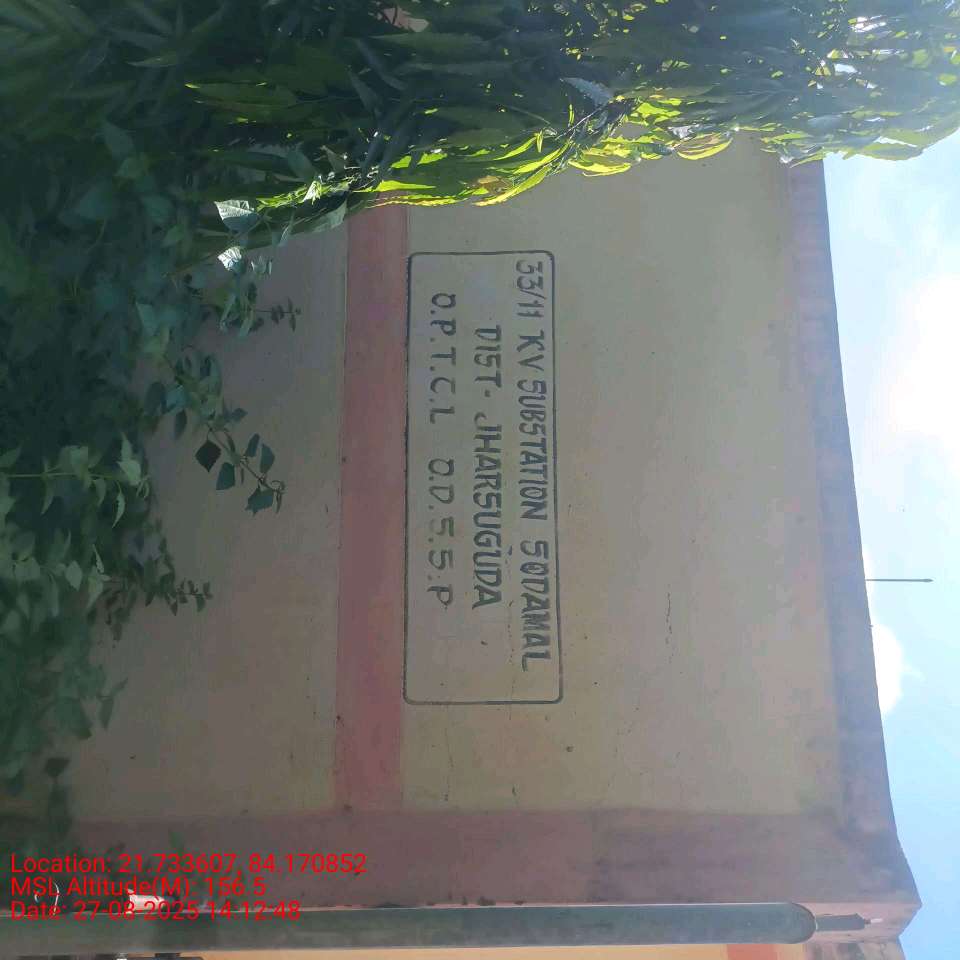 33/11 KV SUBSTATION SODAMAL
DIST- JHARSUGUDA
O.P.T.C.L O.D.S.S.P
Location: 21.733607, 84.170852
MSL Altitude(M): 156.5
Date: 27-08-2025 14:12:48